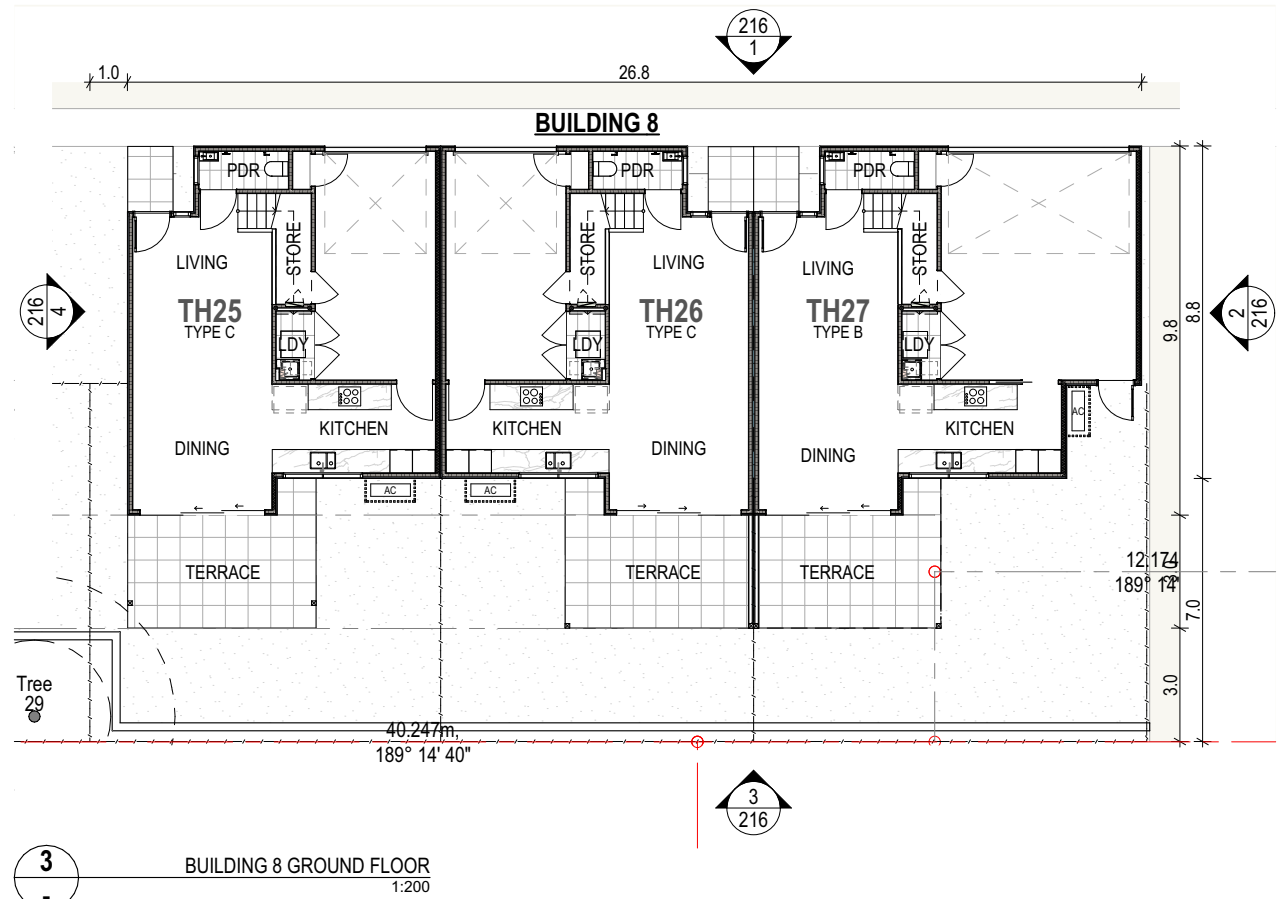 216
1
1.0
26.8
BUILDING 8
PDR
PDR
PDR
STORE
STORE
STORE
LIVING
LIVING
LIVING
TH25
TYPE C
TH26
TYPE C
TH27
TYPE B
216
4
2
216
9.8
8.8
LDY
LDY
LDY
KITCHEN
KITCHEN
KITCHEN
AC
DINING
DINING
DINING
AC
AC
TERRACE
TERRACE
TERRACE
12.174
189° 14'
7.0
3.0
Tree
29
40.247m,
189° 14' 40"
3
216
3
BUILDING 8 GROUND FLOOR
1:200